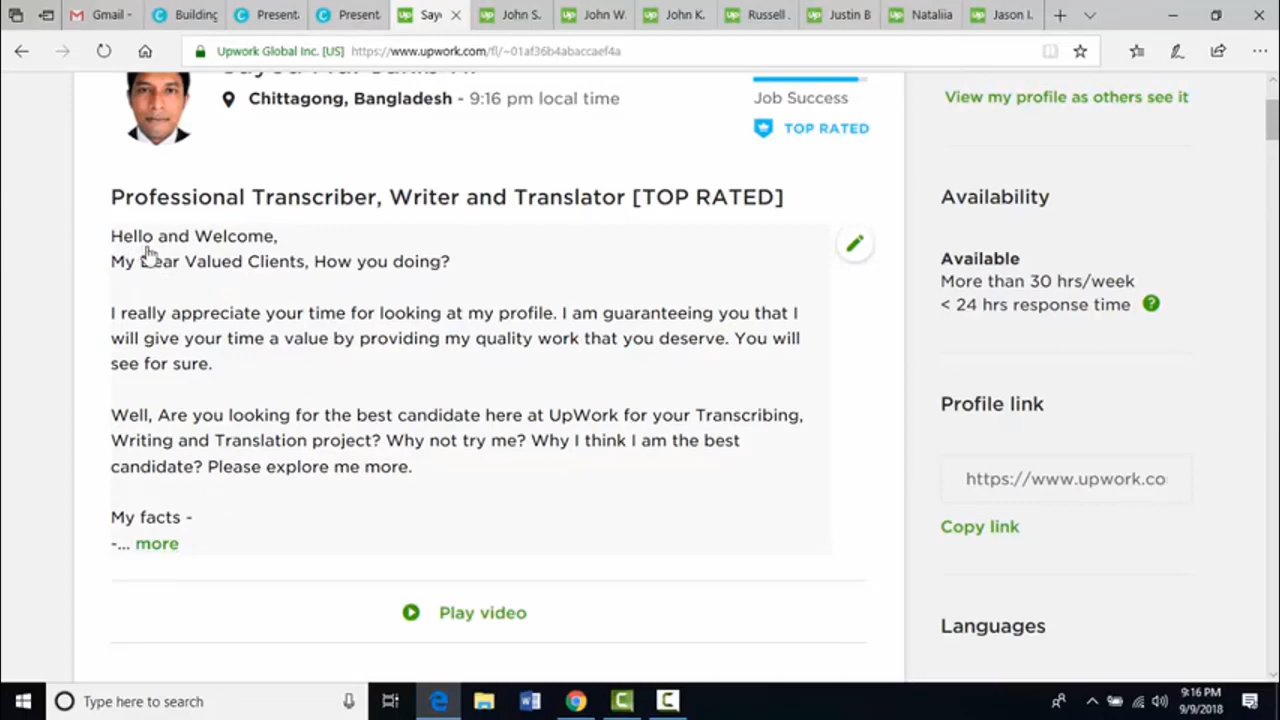 Gmail -
Building
Present
Present
Say
John S.
John W.
John K.
Russell
Justin B
Nataliia
Jason I.
Upwork Global Inc. [US] https://www.upwork.com/fl/~01af36b4abaccaef4a
Chittagong, Bangladesh - 9:16 pm local time
Job Success
TOP RATED
View my profile as others see it
Professional Transcriber, Writer and Translator [TOP RATED]
Hello and Welcome,
My Dear Valued Clients, How you doing?
I really appreciate your time for looking at my profile. I am guaranteeing you that I
will give your time a value by providing my quality work that you deserve. You will
see for sure.
Well, Are you looking for the best candidate here at UpWork for your Transcribing,
Writing and Translation project? Why not try me? Why I think I am the best
candidate? Please explore me more.
My facts -
-... more
Play video
Availability
Available
More than 30 hrs/week
< 24 hrs response time
Profile link
https://www.upwork.co
Copy link
Languages
Type here to search
9:16 PM
9/9/2018